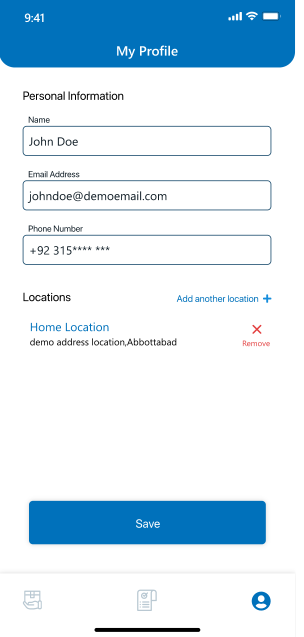 9:41
My Profile
Personal Information
Name
John Doe
Email Address
johndoe@demoemail.com
Phone Number
+92 315**** ***
Locations
Add another location +
Home Location
demo address location,Abbottabad
Remove
Save